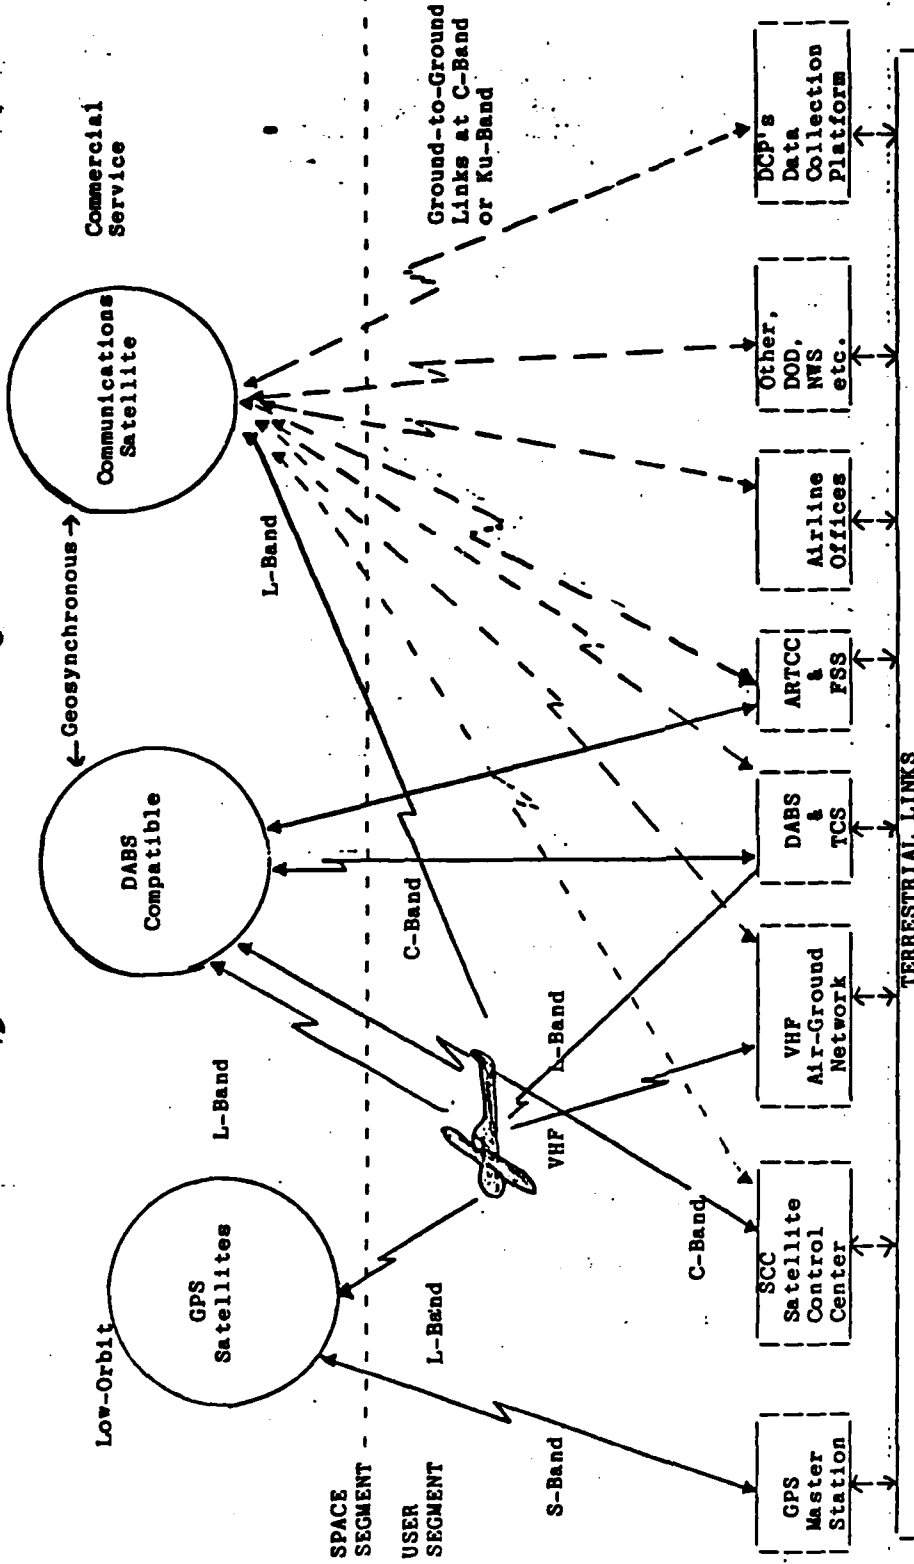 Low-Orbit
GPS
Satellites
DABS
Compatible
←Geosynchronous→
Communications
Satellite
Commercial
Service
SPACE
SEGMENT
USER
SEGMENT
S-Band
L-Band
L-Band
C-Band
L-Band
Ground-to-Ground
Links at C-Band
or Ku-Band
VHF
L-Band
C-Band
GPS
Master
Station
SCC
Satellite
Control
Center
VHF
Air-Ground
Network
DABS
&
TCS
ARTCC
&
FSS
Airline
Offices
Other,
DOD,
NWS
etc.
DCP's
Data
Collection
Platform
TERRESTRIAL LINKS